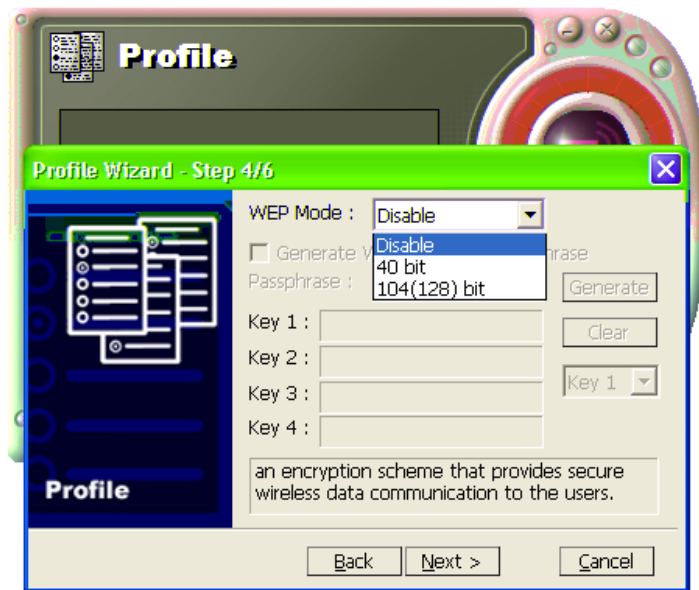 Profile
Profile Wizard - Step 4/6
WEP Mode : Disable
Disable
40 bit
104(128) bit
Generate
Passphrase :
Generate
Key 1 :
Clear
Key 2 :
Key 1
Key 3 :
Key 4 :
an encryption scheme that provides secure
wireless data communication to the users.
Profile
Back
Next >
Cancel